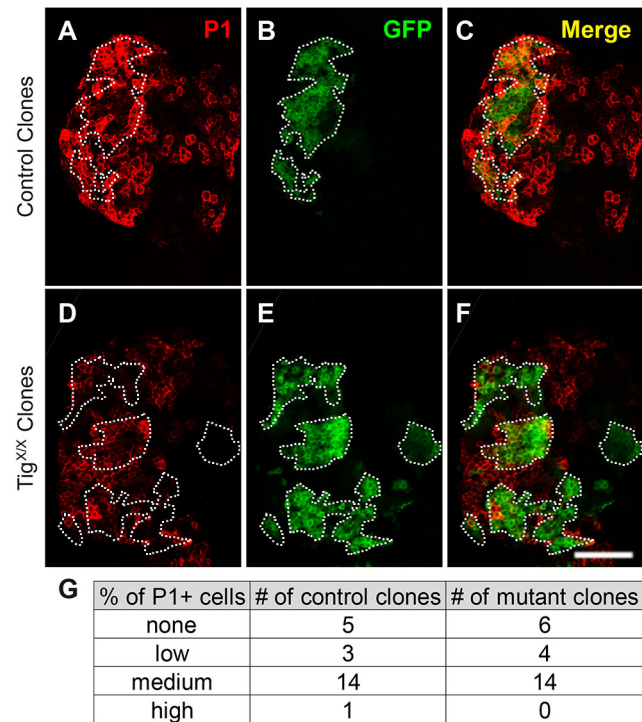 A P1 B GFP C Merge
Control Clones
D E F
Tig^X/X Clones
G
% of P1+ cells # of control clones # of mutant clones
none 5 6
low 3 4
medium 14 14
high 1 0